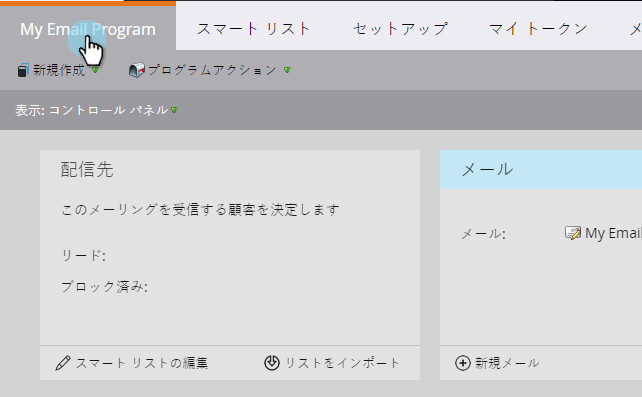 My Email Program スマート リスト セットアップ マイ トークン メ
新規作成 プログラムアクション
表示: コントロール パネル
配信先
このメーリングを受信する顧客を決定します
リード:
ブロック済み:
スマート リストの編集 リストをインポート
メール
メール: My Email
新規メール